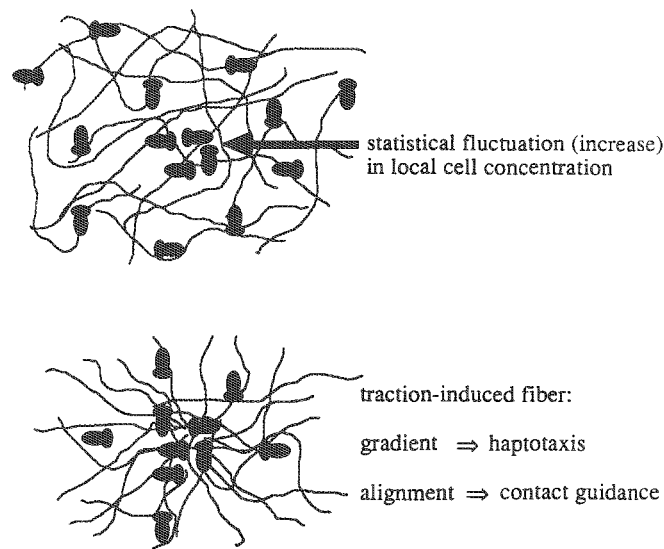 statistical fluctuation (increase)
in local cell concentration
traction-induced fiber:
gradient ⇒ haptotaxis
alignment ⇒ contact guidance